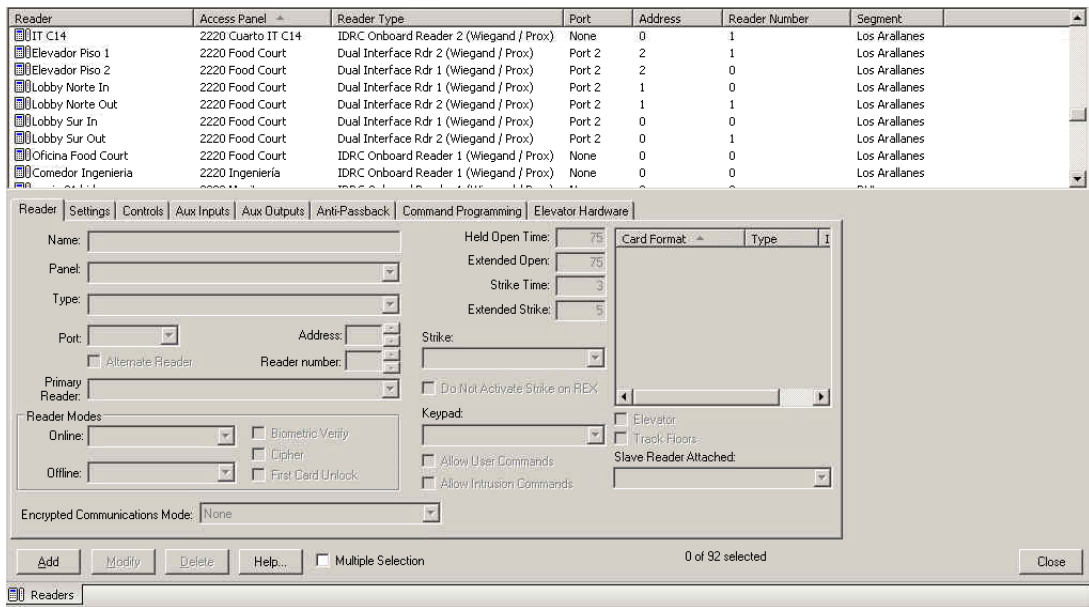 Reader Access Panel Reader Type Port Address Reader Number Segment
IT C14 2220 Cuarto IT C14 IDRC Onboard Reader 2 (Wiegand / Prox) None 0 1 Los Arallanes
Elevador Piso 1 2220 Food Court Dual Interface Rdr 2 (Wiegand / Prox) Port 2 2 1 Los Arallanes
Elevador Piso 2 2220 Food Court Dual Interface Rdr 1 (Wiegand / Prox) Port 2 2 0 Los Arallanes
Lobby Norte In 2220 Food Court Dual Interface Rdr 1 (Wiegand / Prox) Port 2 1 0 Los Arallanes
Lobby Norte Out 2220 Food Court Dual Interface Rdr 2 (Wiegand / Prox) Port 2 1 1 Los Arallanes
Lobby Sur In 2220 Food Court Dual Interface Rdr 1 (Wiegand / Prox) Port 2 0 0 Los Arallanes
Lobby Sur Out 2220 Food Court Dual Interface Rdr 2 (Wiegand / Prox) Port 2 0 1 Los Arallanes
Oficina Food Court 2220 Food Court IDRC Onboard Reader 1 (Wiegand / Prox) None 0 0 Los Arallanes
Comedor Ingenieria 2220 Ingeniería IDRC Onboard Reader 1 (Wiegand / Prox) None 0 0 Los Arallanes
Reader Settings Controls Aux Inputs Aux Outputs Anti-Passback Command Programming Elevator Hardware
Name: Held Open Time: 75 Card Format Type I
Panel: Extended Open: 75
Type: Strike Time: 3
Extended Strike: 5
Port: Address: Strike:
Alternate Reader Reader number:
Primary Reader: Do Not Activate Strike on REX
Reader Modes Keypad: Elevator
Online: Biometric Verify Track Floors
Cipher Allow User Commands Slave Reader Attached:
Offline: First Card Unlock Allow Intrusion Commands
Encrypted Communications Mode: None
Add Modify Delete Help... Multiple Selection 0 of 92 selected Close
Readers